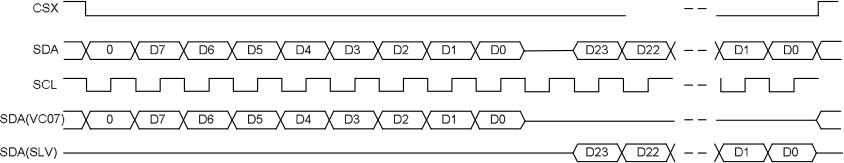 CSX
SDA 0 D7 D6 D5 D4 D3 D2 D1 D0 D23 D22 D1 D0
SCL
SDA(VC07) 0 D7 D6 D5 D4 D3 D2 D1 D0
SDA(SLV) D23 D22 D1 D0